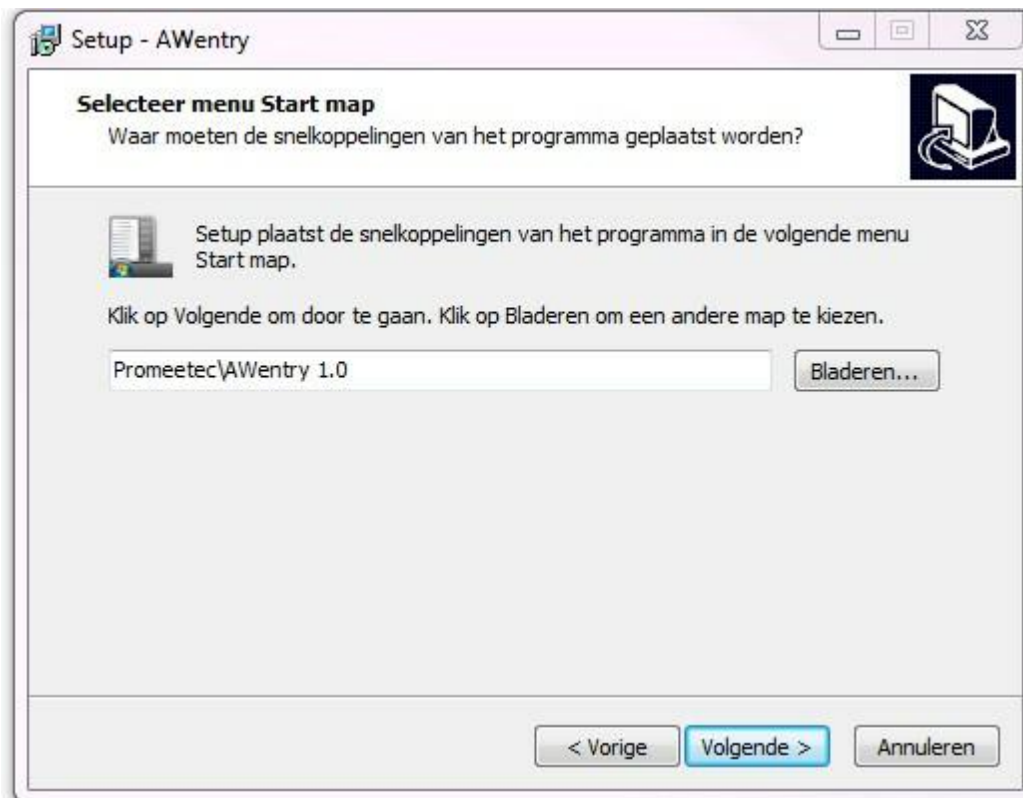 Setup - AWentry
Selecteer menu Start map
Waar moeten de snelkoppelingen van het programma geplaatst worden?
Setup plaatst de snelkoppelingen van het programma in de volgende menu
Start map.
Klik op Volgende om door te gaan. Klik op Bladeren om een andere map te kiezen.
Promeetec\AWentry 1.0
Bladeren...
< Vorige
Volgende >
Annuleren